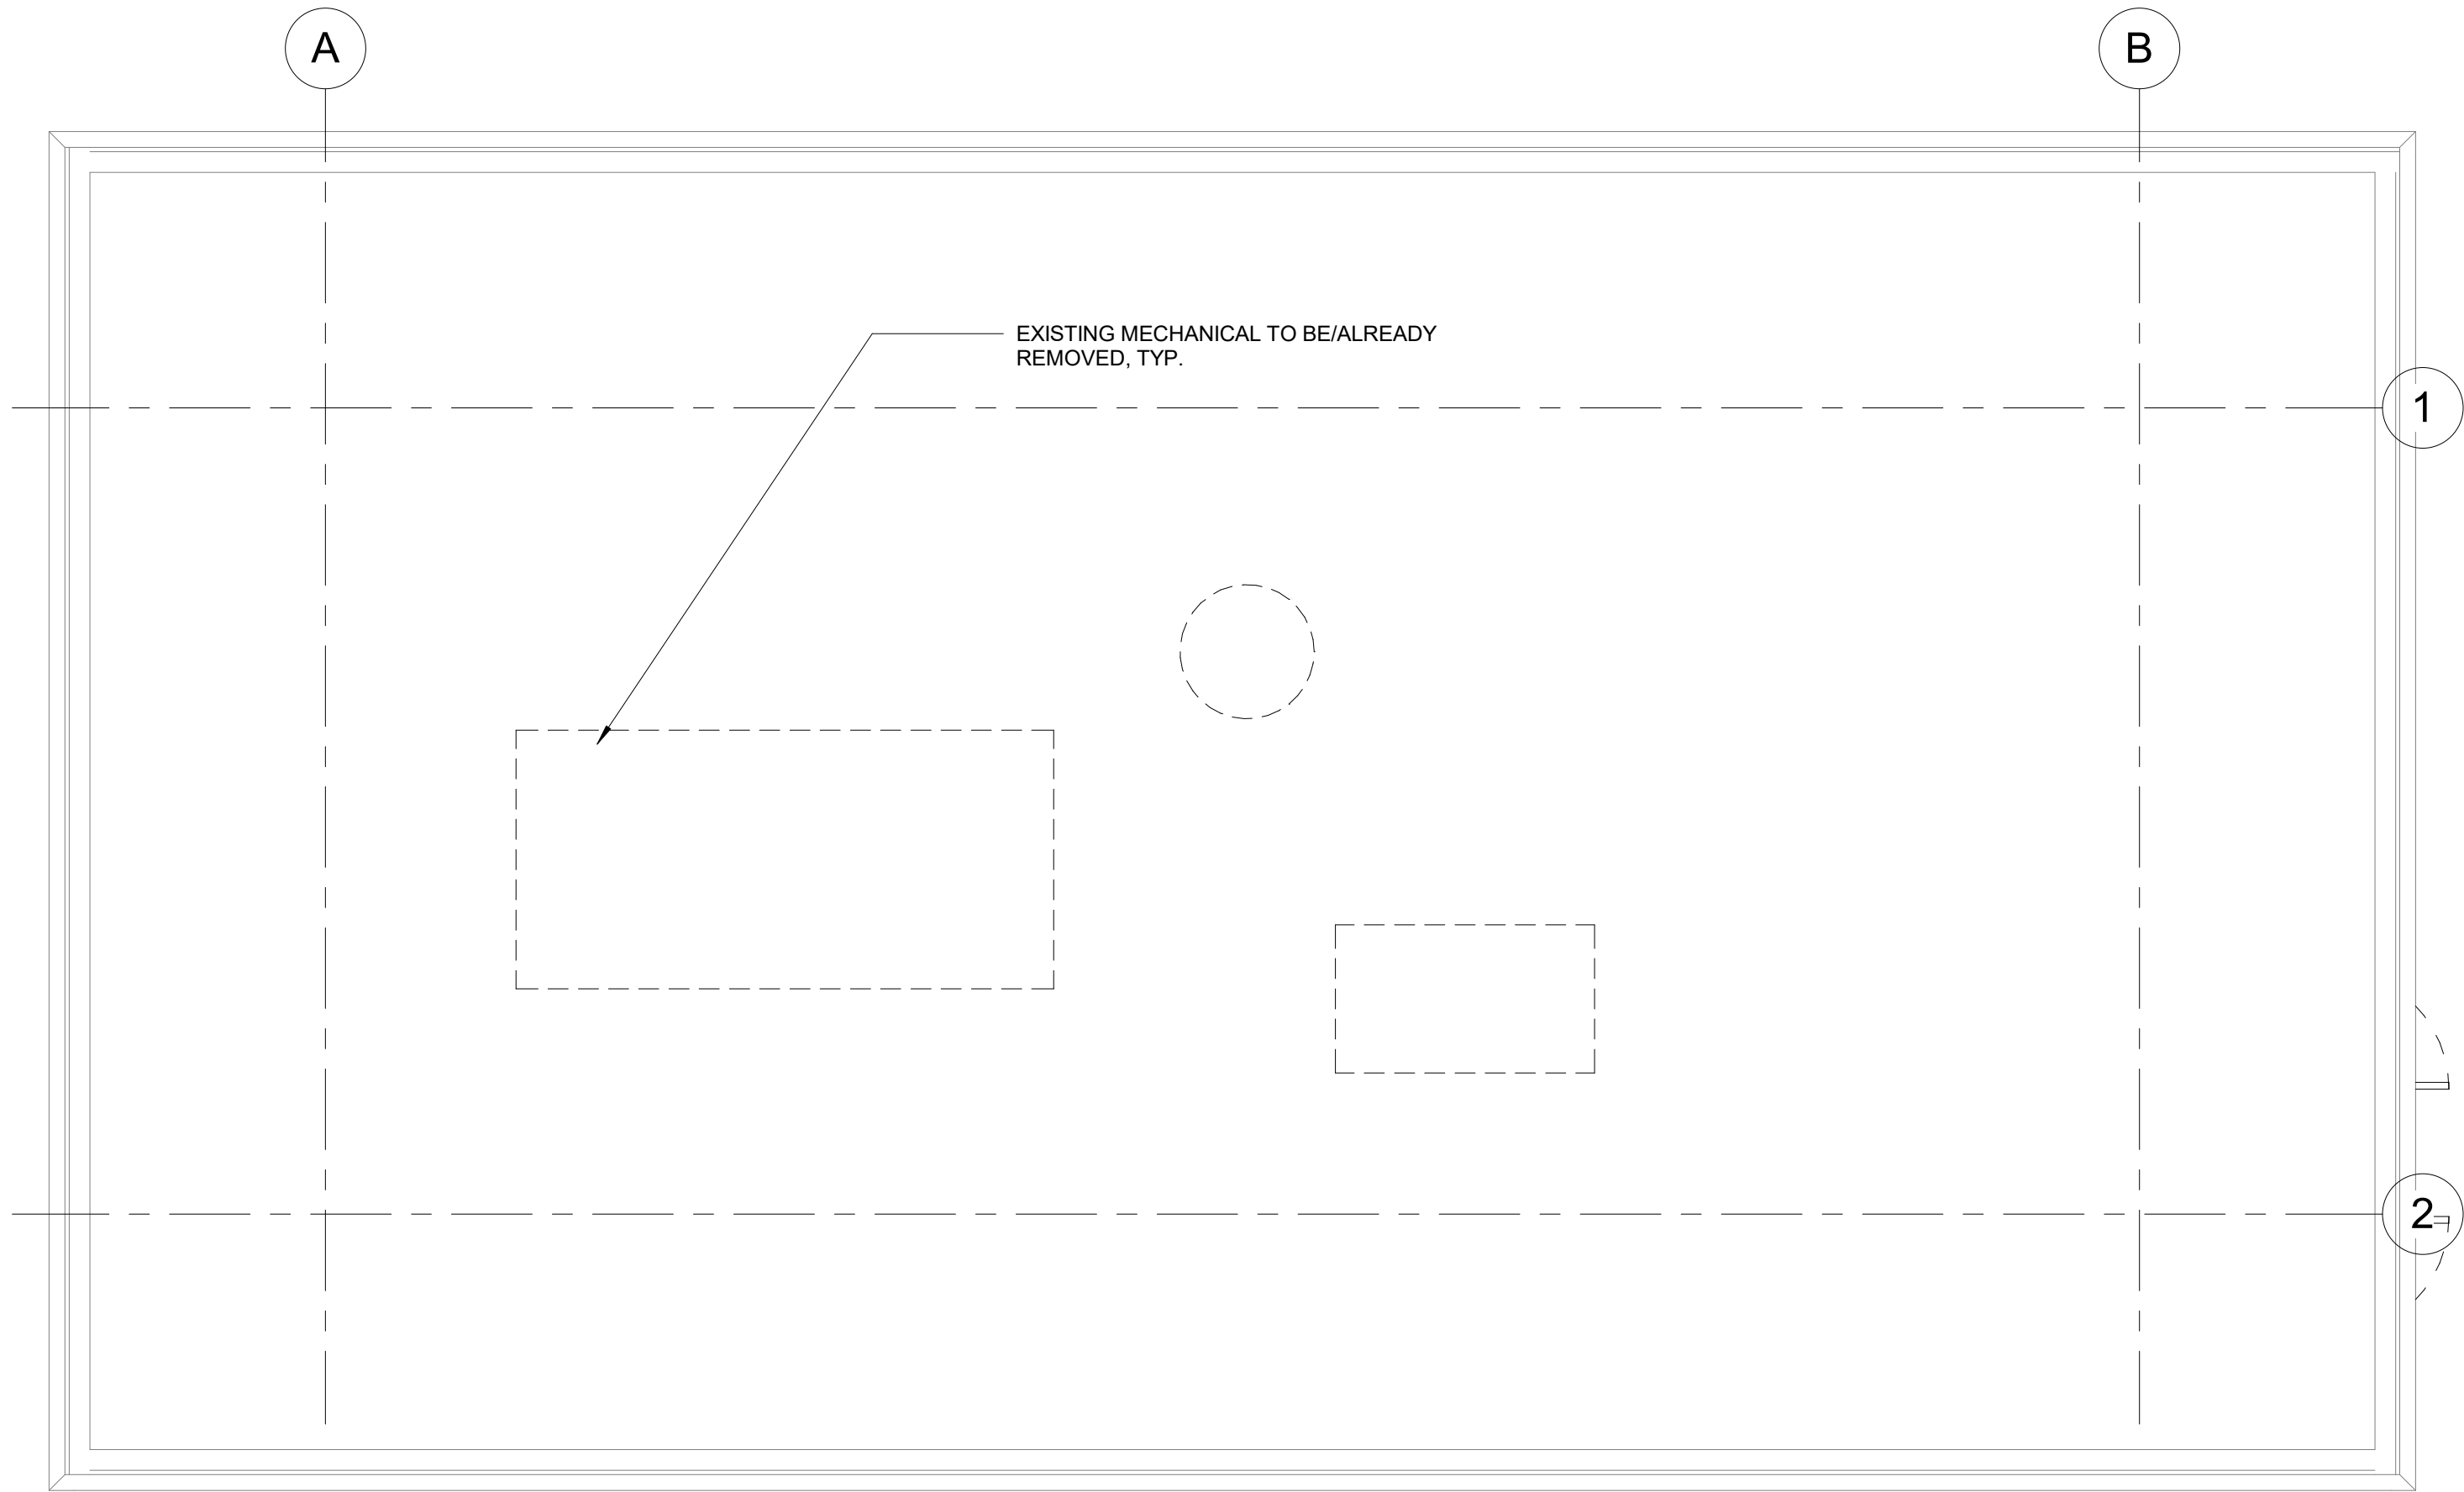 A
B
EXISTING MECHANICAL TO BE/ALREADY
REMOVED, TYP.
1
2